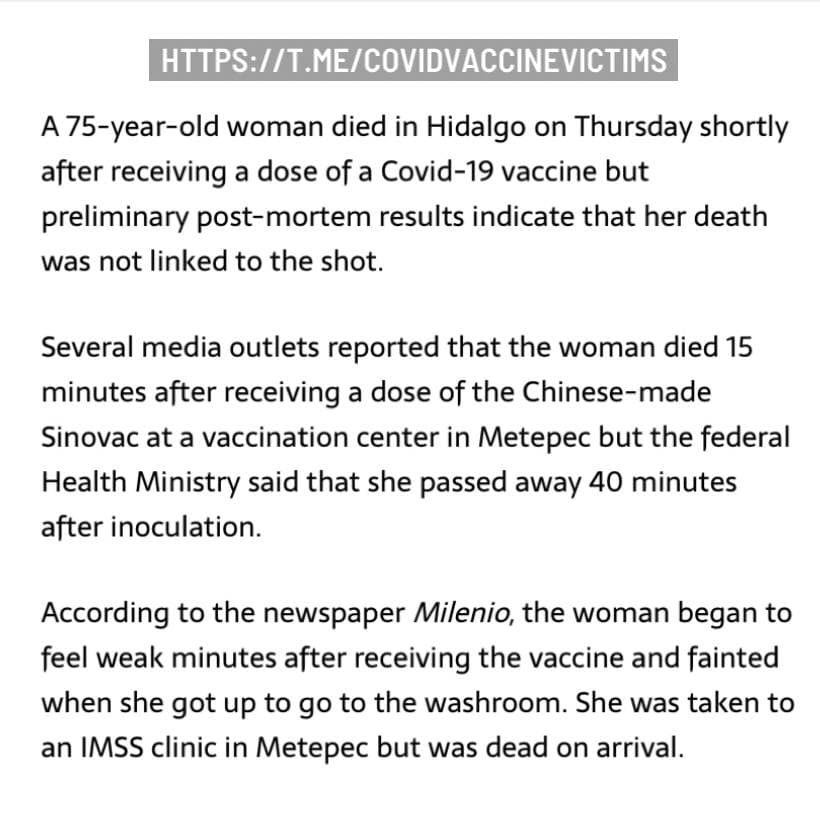 HTTPS://T.ME/COVIDVACCINEVICTIMS
A 75-year-old woman died in Hidalgo on Thursday shortly
after receiving a dose of a Covid-19 vaccine but
preliminary post-mortem results indicate that her death
was not linked to the shot.
Several media outlets reported that the woman died 15
minutes after receiving a dose of the Chinese-made
Sinovac at a vaccination center in Metepec but the federal
Health Ministry said that she passed away 40 minutes
after inoculation.
According to the newspaper Milenio, the woman began to
feel weak minutes after receiving the vaccine and fainted
when she got up to go to the washroom. She was taken to
an IMSS clinic in Metepec but was dead on arrival.